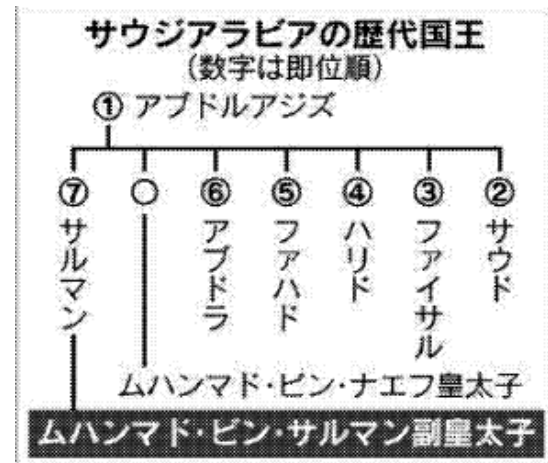 サウジアラビアの歴代国王
(数字は即位順)
①アブドルアジズ
②サウド
③ファイサル
④ハリド
⑤ファハド
⑥アブドラ
○
⑦サルマン
ムハンマド・ビン・ナエフ皇太子
ムハンマド・ビン・サルマン副皇太子